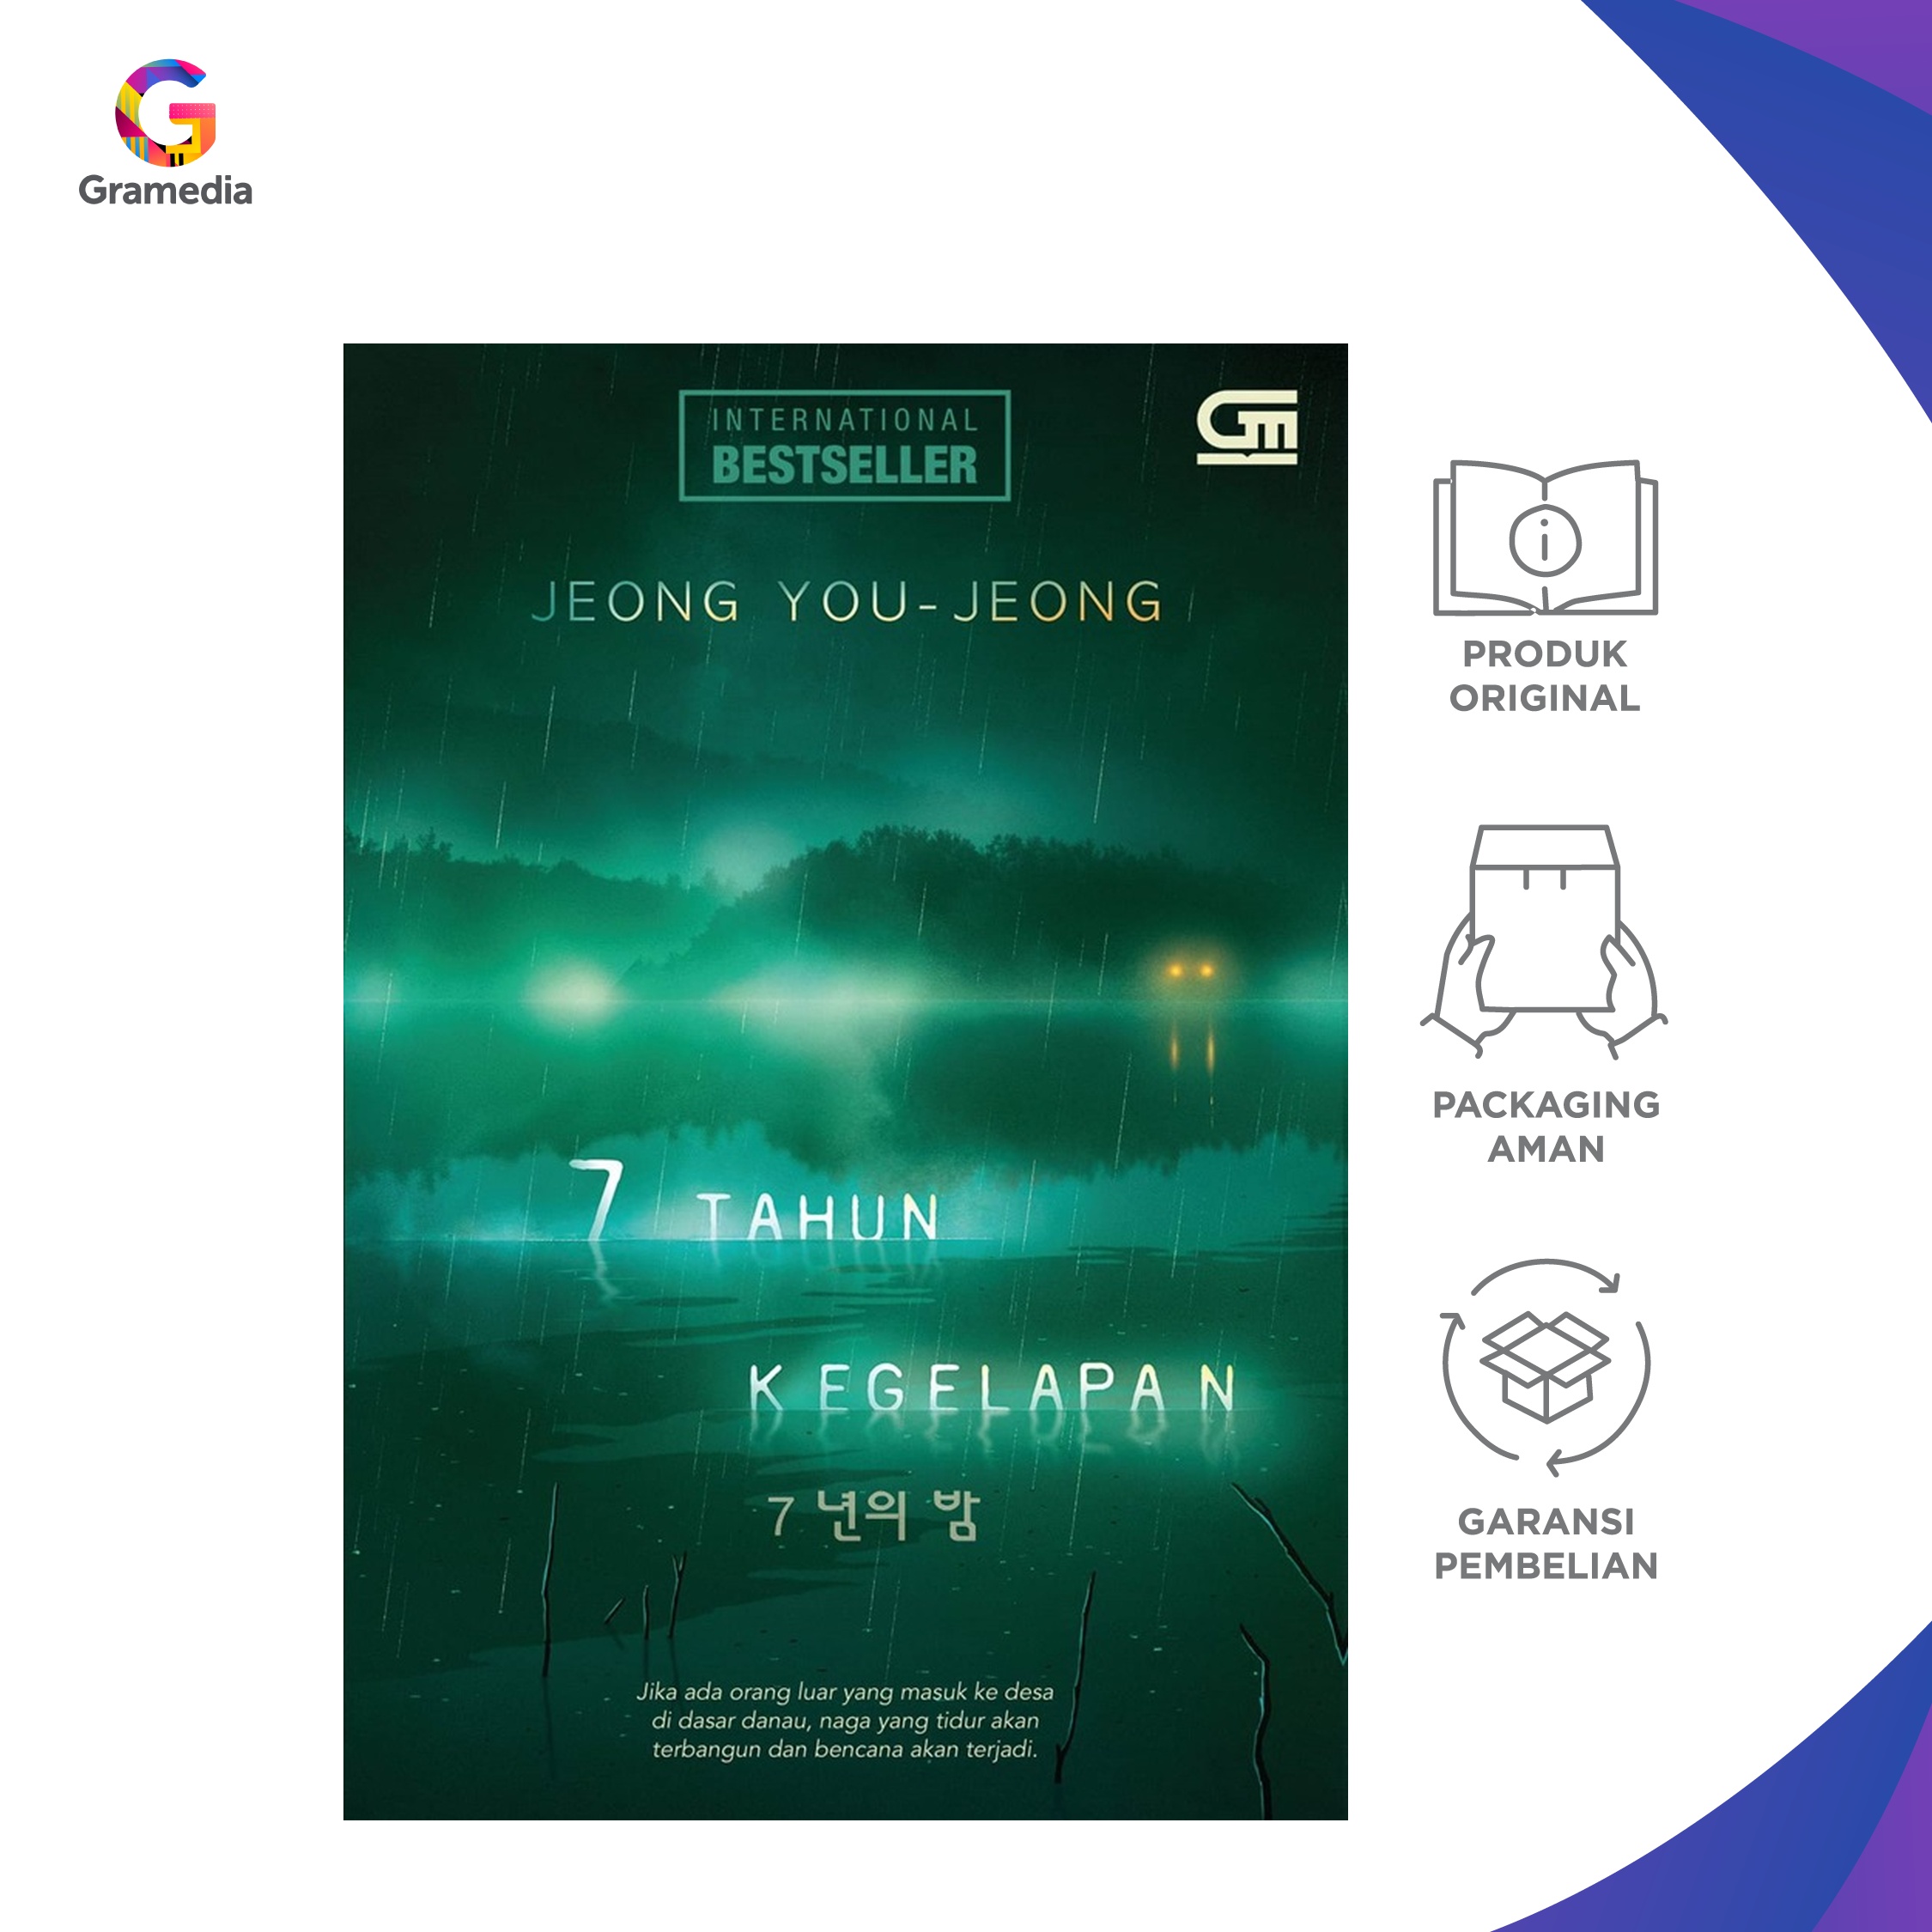 Gramedia
INTERNATIONAL
BESTSELLER
Gm
JEONG YOU-JEONG
7 TAHUN
KEGELAPAN
7 년의 밤
Jika ada orang luar yang masuk ke desa
di dasar danau, naga yang tidur akan
terbangun dan bencana akan terjadi.
PRODUK
ORIGINAL
PACKAGING
AMAN
GARANSI
PEMBELIAN